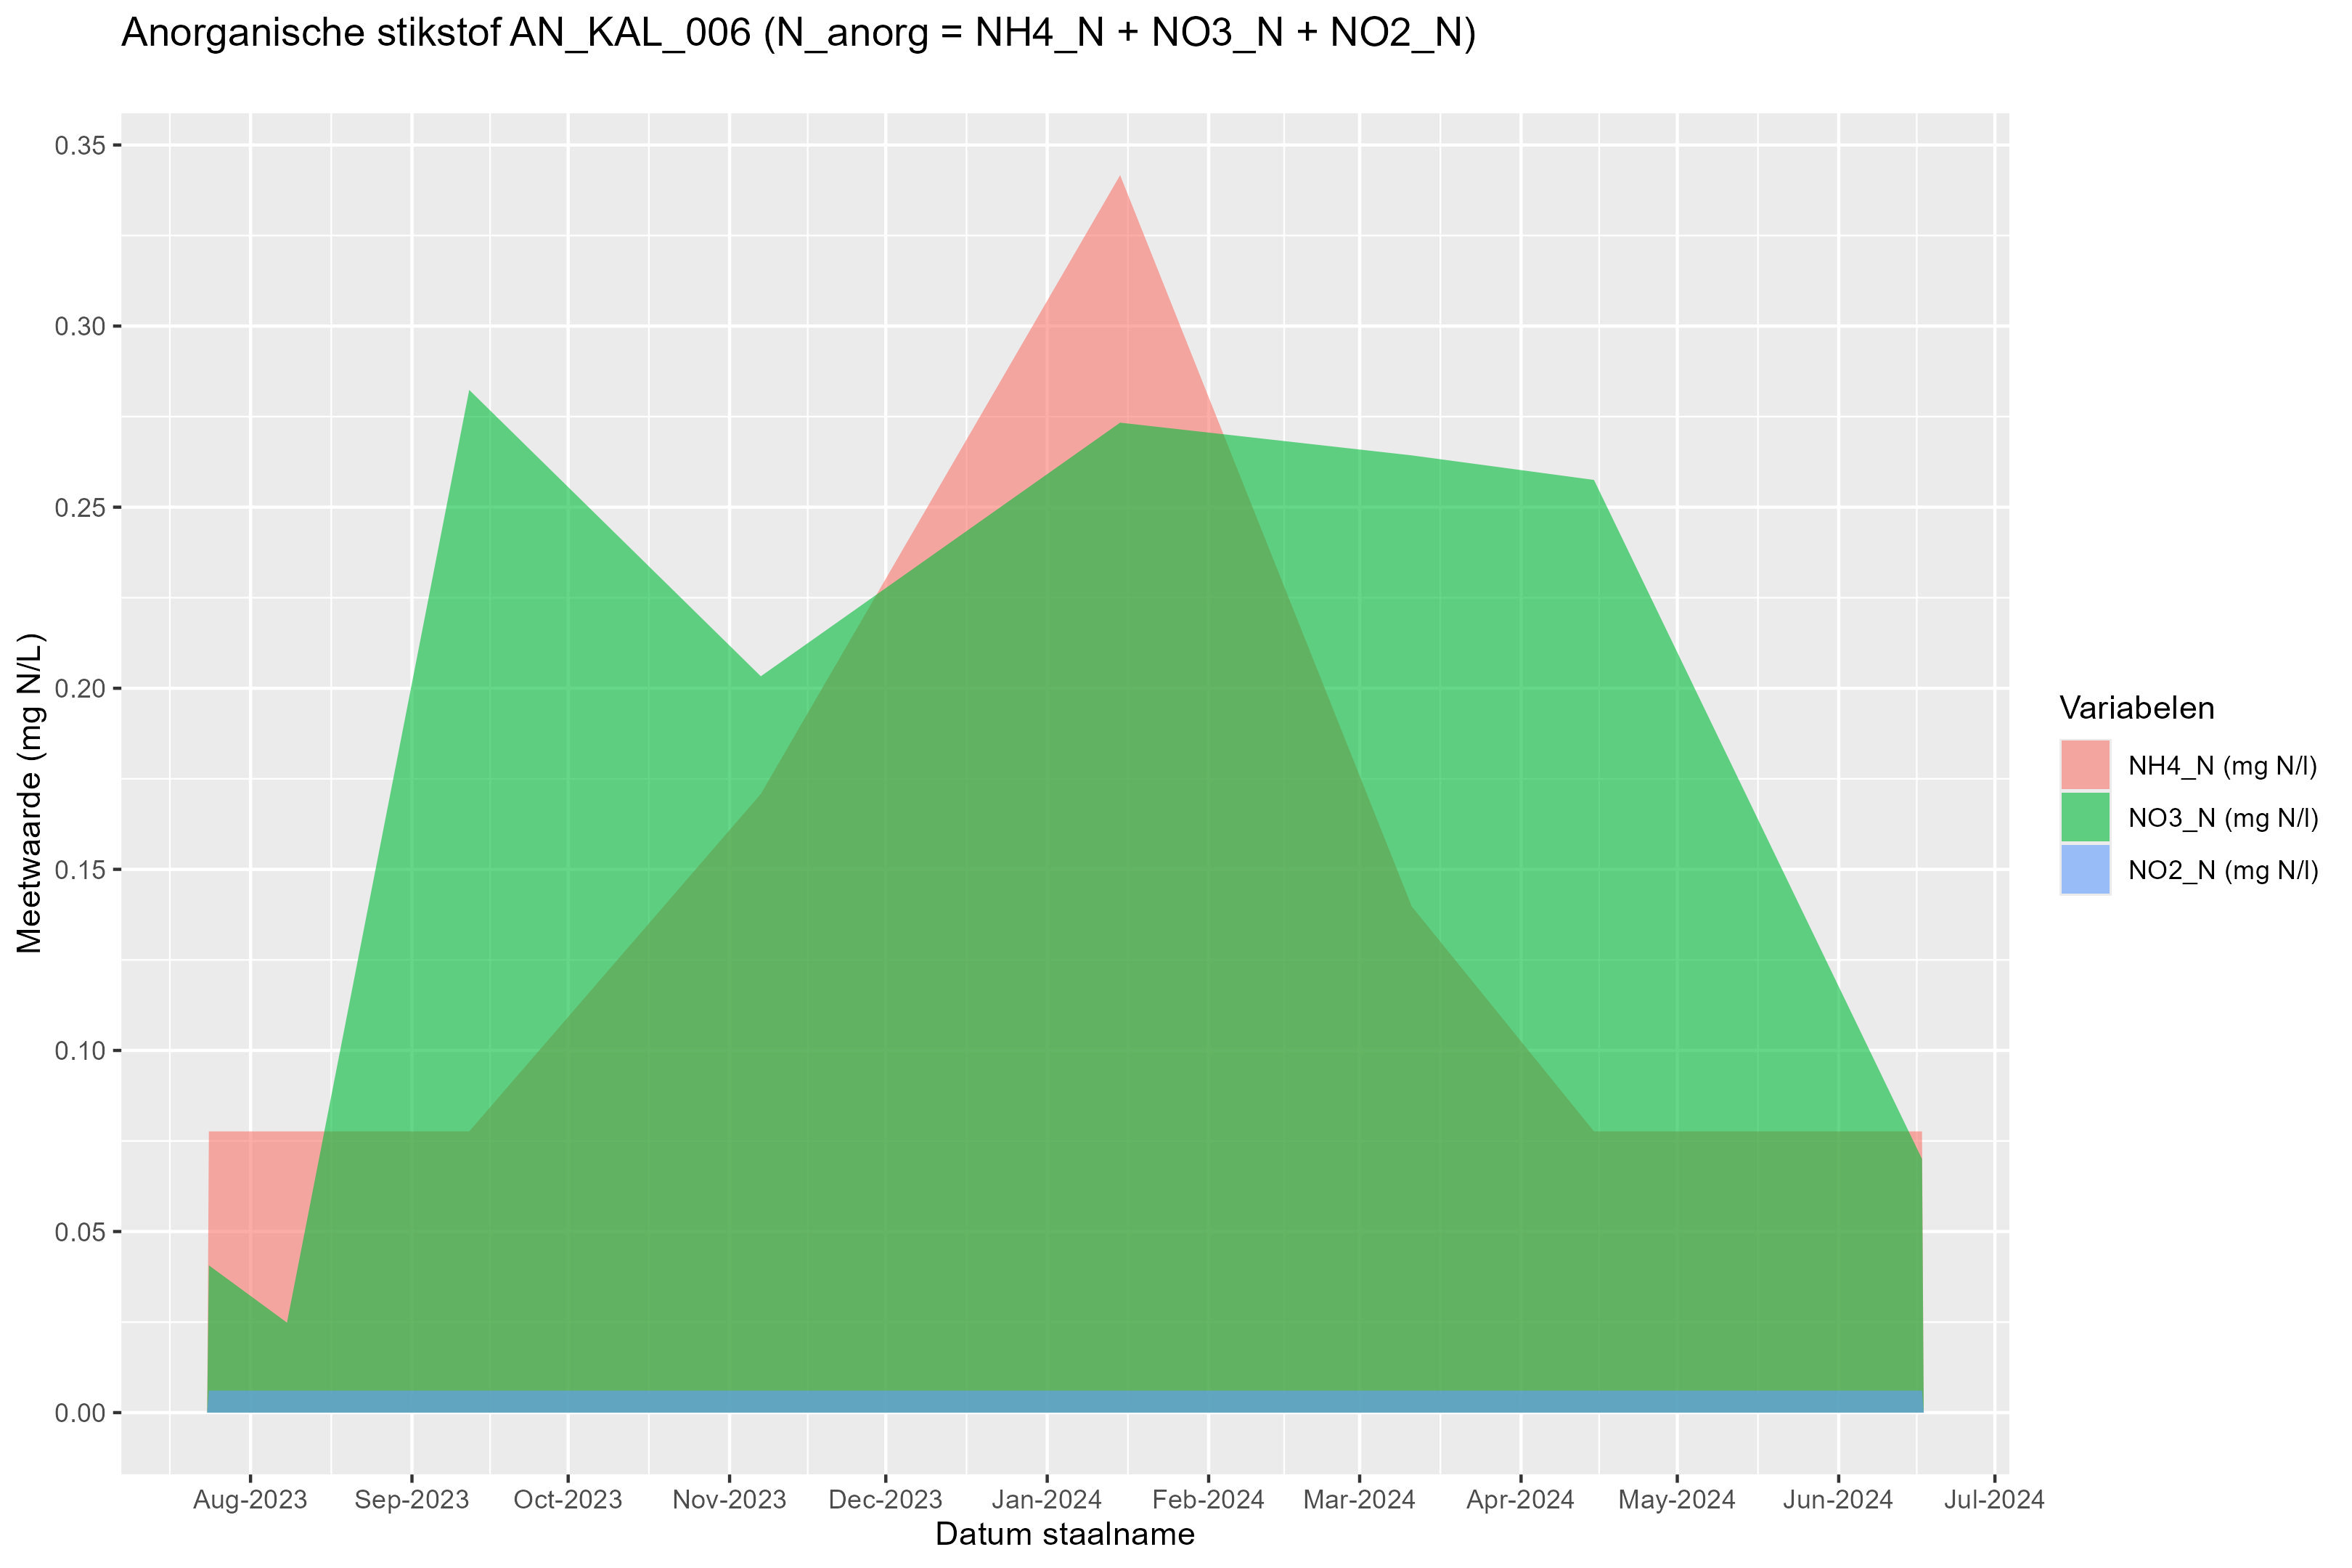 Anorganische stikstof AN_KAL_006 (N_anorg = NH4_N + NO3_N + NO2_N)
Meetwaarde (mg N/L)
0.35
0.30
0.25
0.20
0.15
0.10
0.05
0.00
Aug-2023 Sep-2023 Oct-2023 Nov-2023 Dec-2023 Jan-2024 Feb-2024 Mar-2024 Apr-2024 May-2024 Jun-2024 Jul-2024
Datum staalname
Variabelen
NH4_N (mg N/l)
NO3_N (mg N/l)
NO2_N (mg N/l)